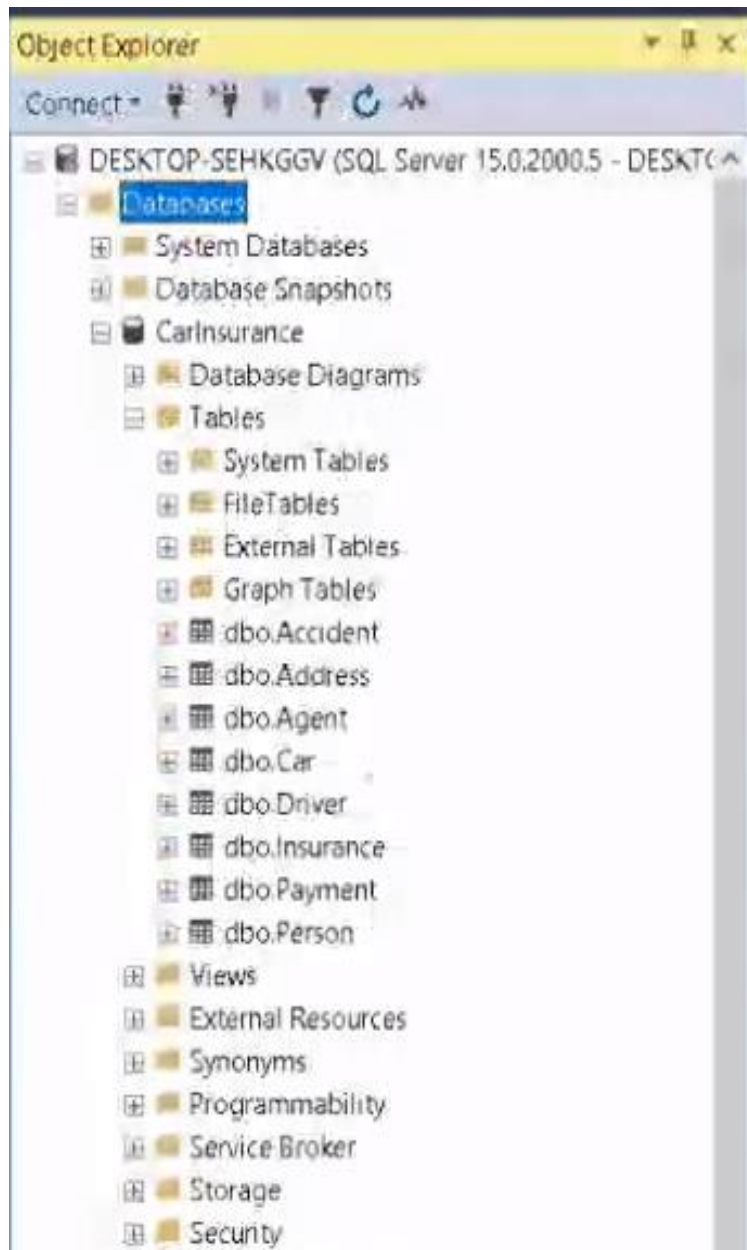 Object Explorer
Connect
DESKTOP-SEHKGGV (SQL Server 15.0.2000.5 - DESKT
Databases
System Databases
Database Snapshots
CarInsurance
Database Diagrams
Tables
System Tables
FileTables
External Tables
Graph Tables
dbo.Accident
dbo.Address
dbo.Agent
dbo.Car
dbo.Driver
dbo.Insurance
dbo.Payment
dbo.Person
Views
External Resources
Synonyms
Programmability
Service Broker
Storage
Security